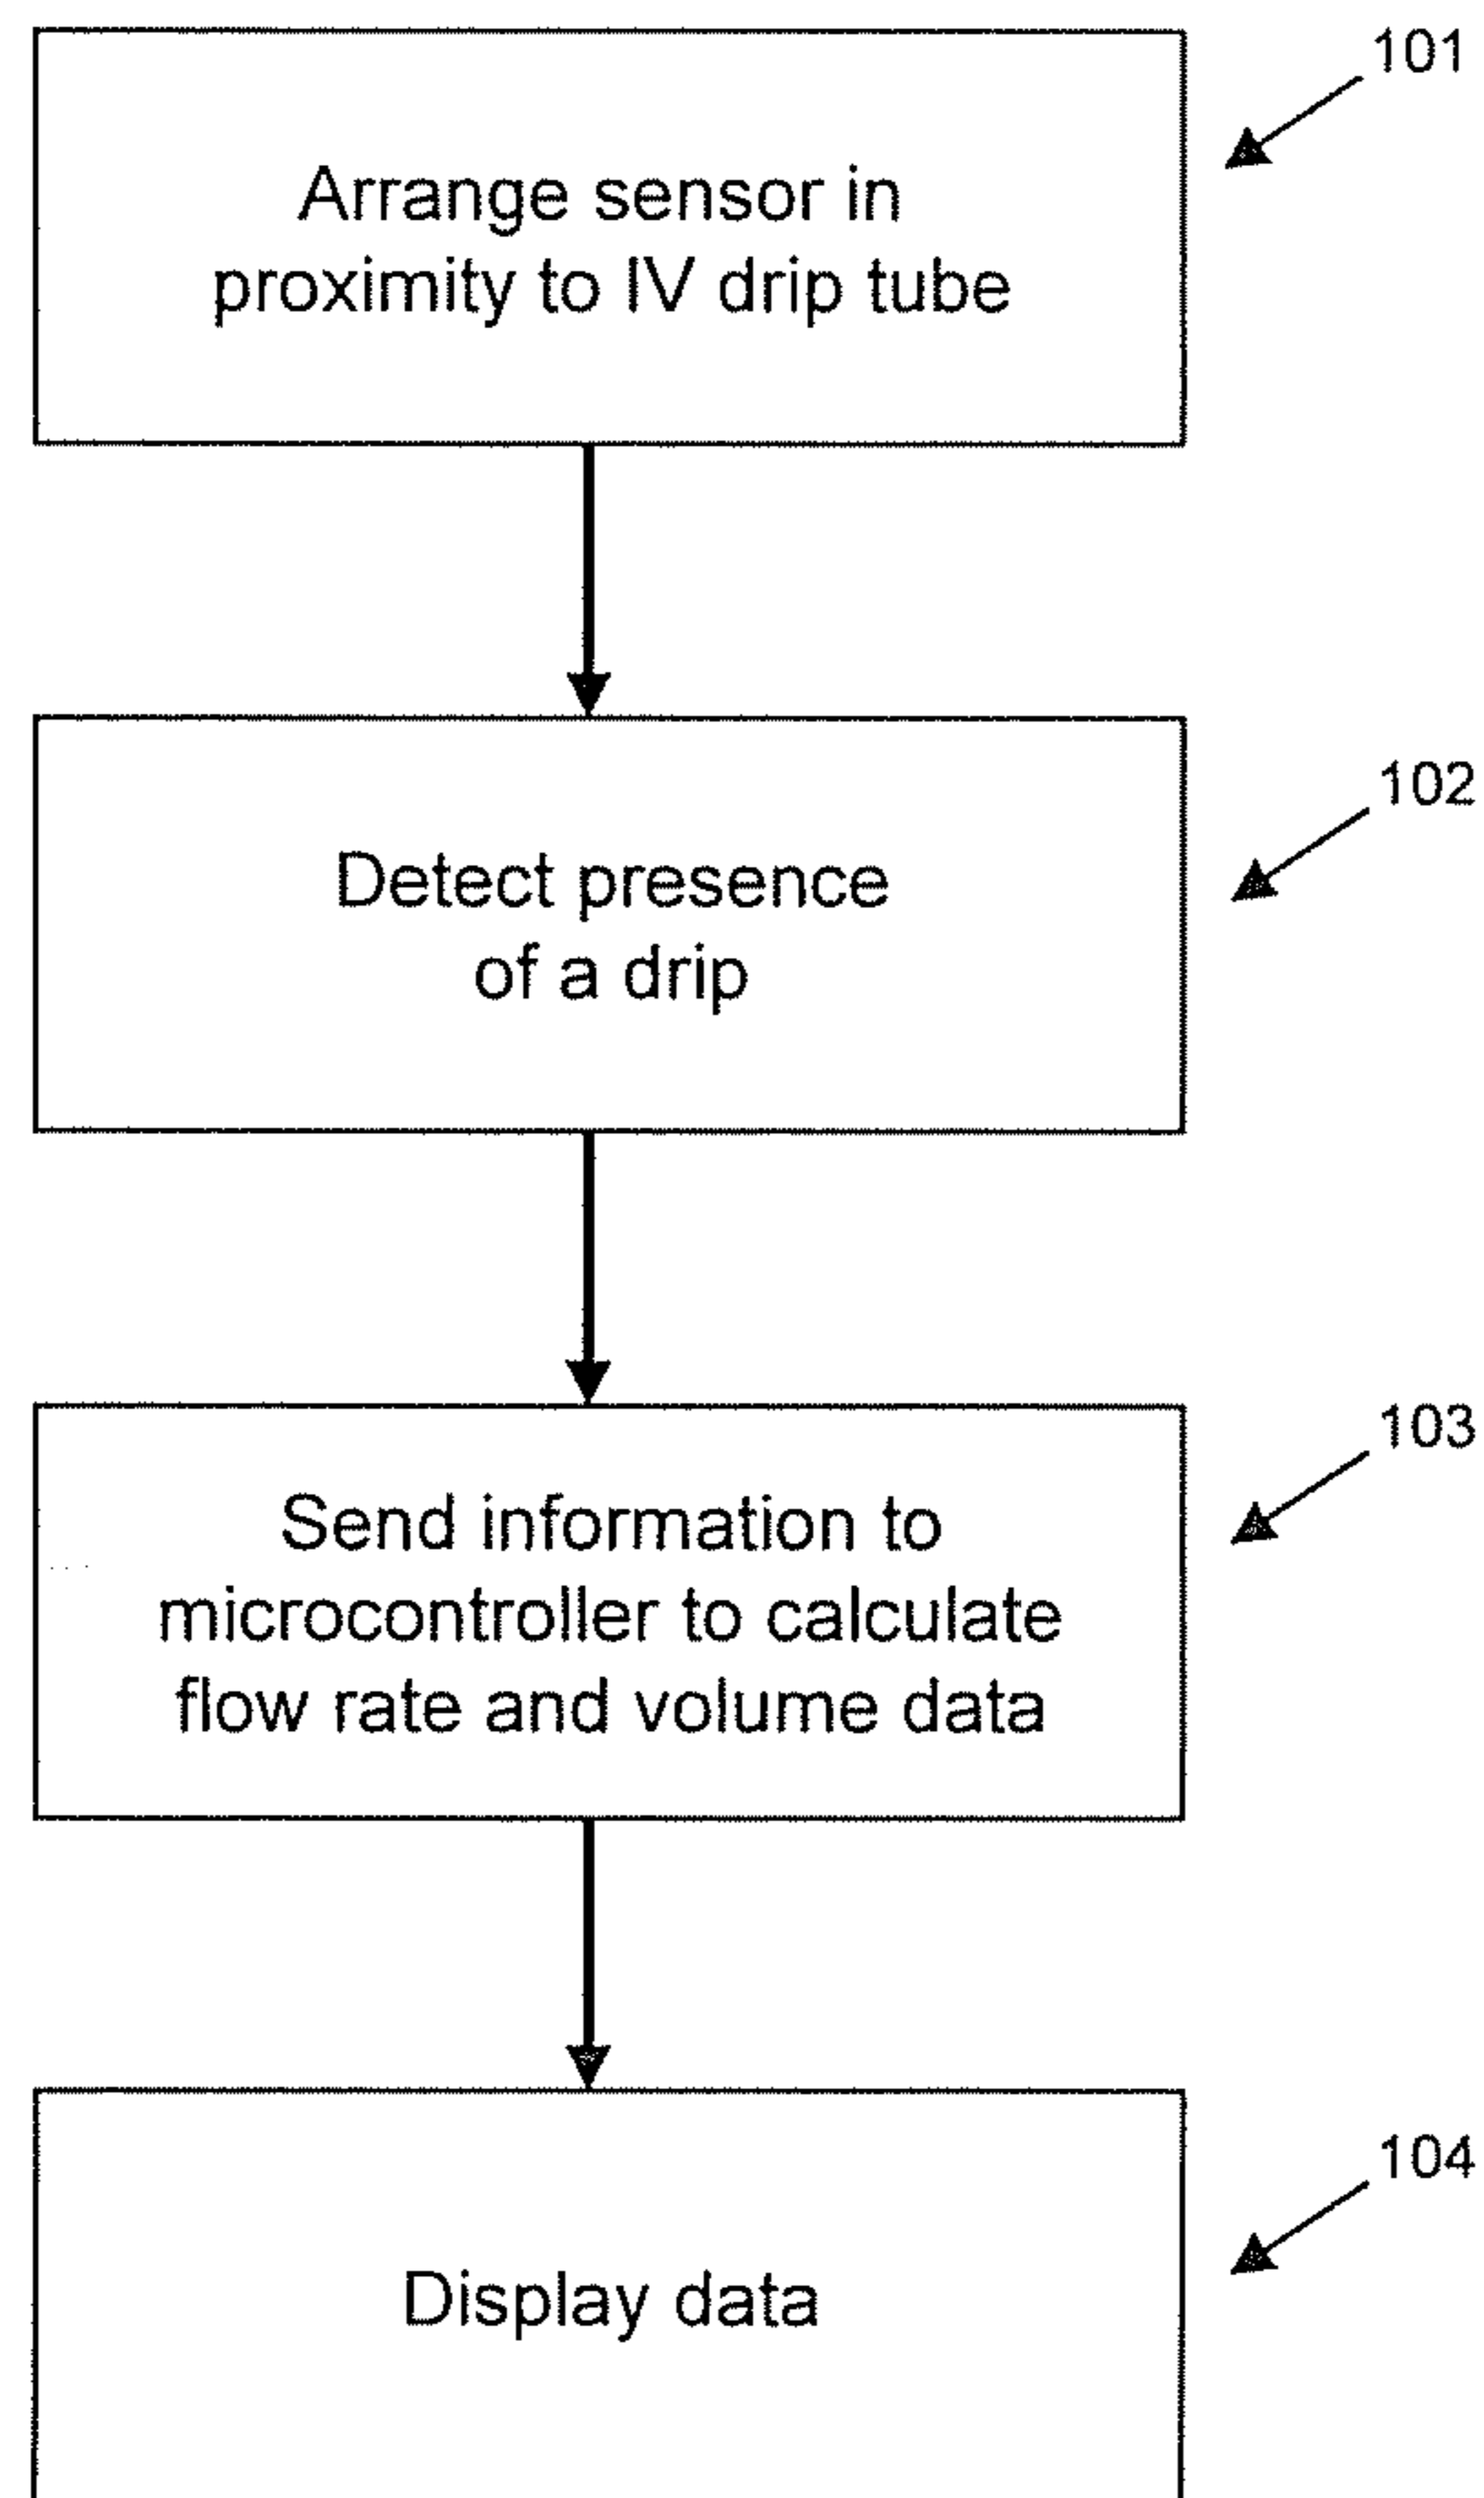 101
Arrange sensor in
proximity to IV drip tube
102
Detect presence
of a drip
103
Send information to
microcontroller to calculate
flow rate and volume data
104
Display data